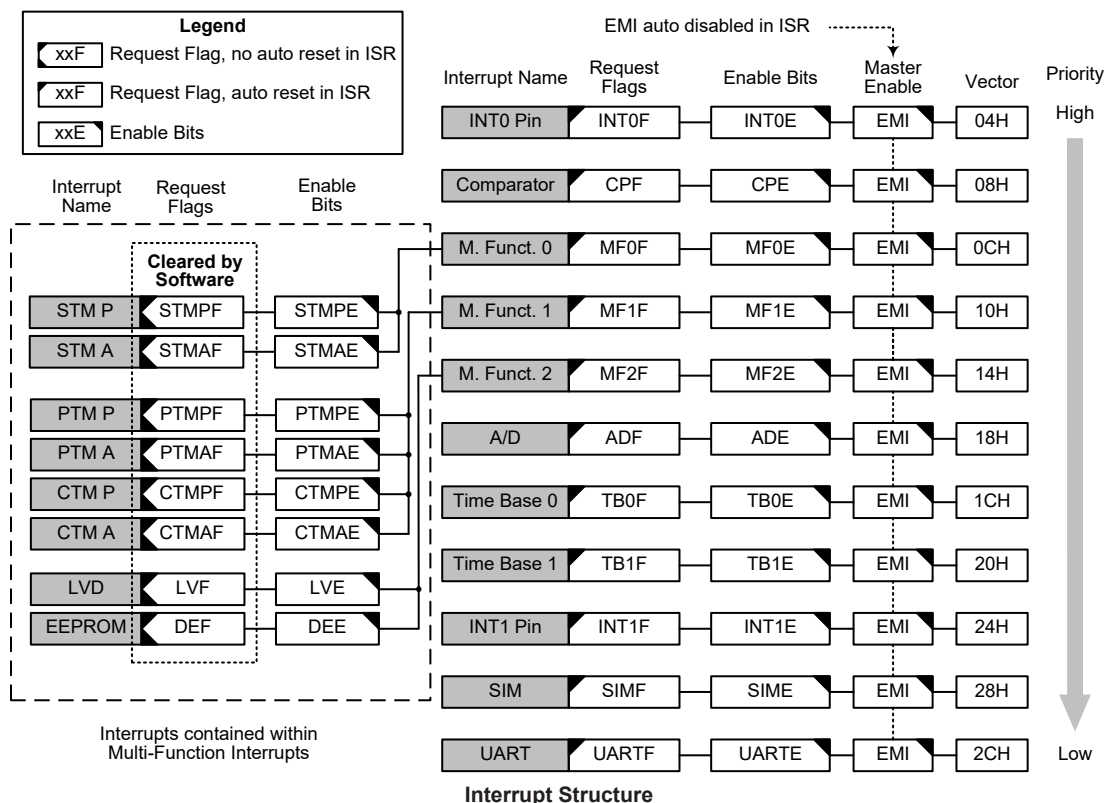 Legend
xxF Request Flag, no auto reset in ISR
xxF Request Flag, auto reset in ISR
xxE Enable Bits
EMI auto disabled in ISR
Interrupt Name Request Flags Enable Bits Master Enable Vector Priority
High
INT0 Pin INT0F INT0E EMI 04H
Comparator CPF CPE EMI 08H
M. Funct. 0 MF0F MF0E EMI 0CH
M. Funct. 1 MF1F MF1E EMI 10H
M. Funct. 2 MF2F MF2E EMI 14H
A/D ADF ADE EMI 18H
Time Base 0 TB0F TB0E EMI 1CH
Time Base 1 TB1F TB1E EMI 20H
INT1 Pin INT1F INT1E EMI 24H
SIM SIMF SIME EMI 28H
UART UARTF UARTE EMI 2CH
Low
Interrupt Name Request Flags Enable Bits
Cleared by
Software
STM P STMPF STMPE
STM A STMAF STMAE
PTM P PTMPF PTMPE
PTM A PTMAF PTMAE
CTM P CTMPF CTMPE
CTM A CTMAF CTMAE
LVD LVF LVE
EEPROM DEF DEE
Interrupts contained within
Multi-Function Interrupts
Interrupt Structure